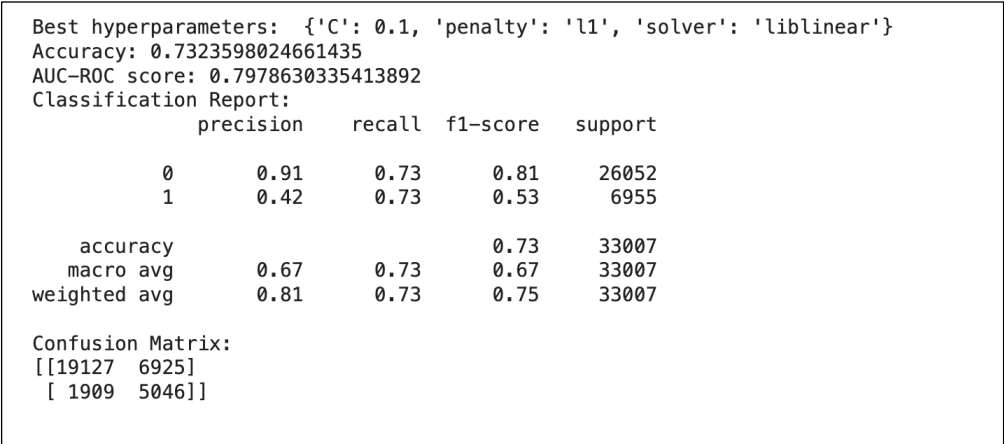 Best hyperparameters:  {'C': 0.1, 'penalty': 'l1', 'solver': 'liblinear'}
Accuracy: 0.7323598024661435
AUC-ROC score: 0.7978630335413892
Classification Report:
              precision    recall  f1-score   support

           0       0.91      0.73      0.81     26052
           1       0.42      0.73      0.53      6955

    accuracy                           0.73     33007
   macro avg       0.67      0.73      0.67     33007
weighted avg       0.81      0.73      0.75     33007

Confusion Matrix:
[[19127  6925]
 [ 1909  5046]]